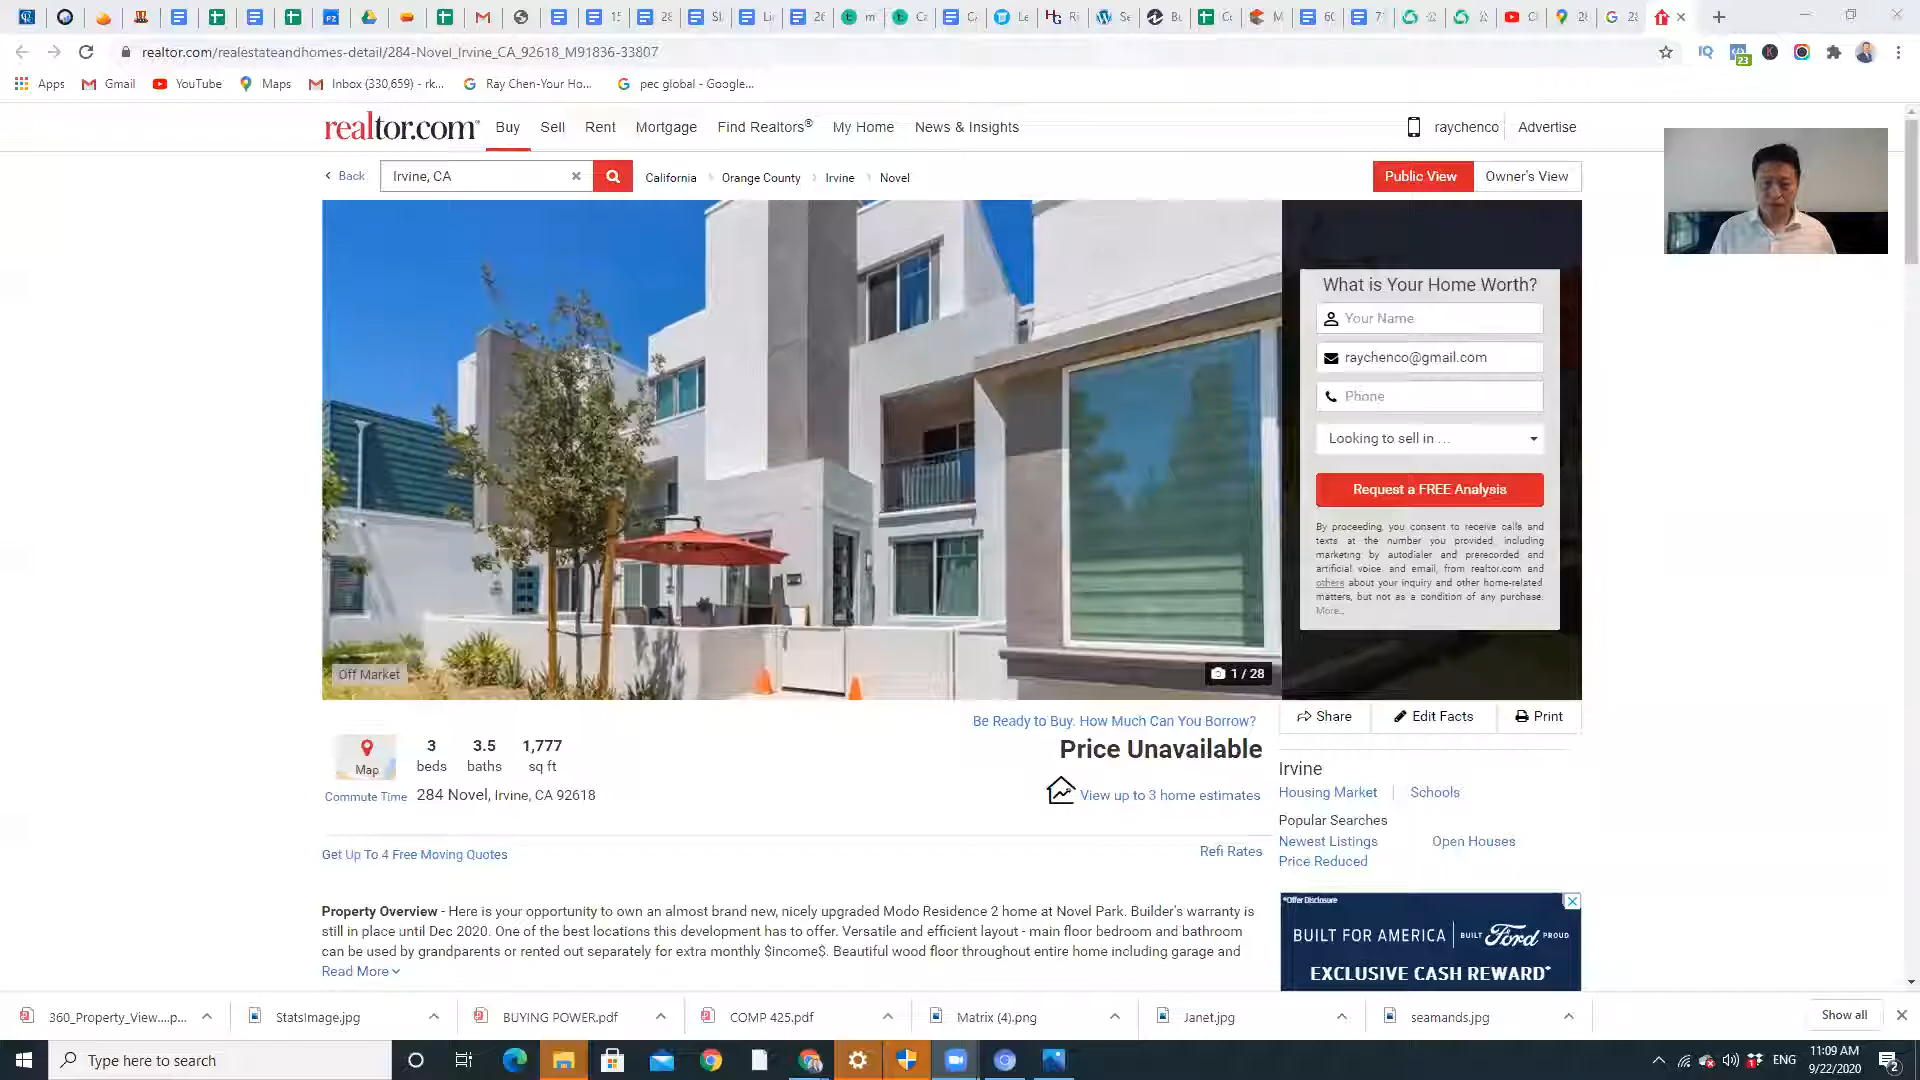 realtor.com/realestateandhomes-detail/284-Novel_Irvine_CA_92618_M91836-33807
23
Apps Gmail YouTube Maps Inbox (330,659) - rk... Ray Chen-Your Ho... pec global - Google...
realtor.com® Buy Sell Rent Mortgage Find Realtors® My Home News & Insights raychenco Advertise
Back Irvine, CA California Orange County Irvine Novel Public View Owner's View
What is Your Home Worth?
Your Name
raychenco@gmail.com
Phone
Looking to sell in ...
Request a FREE Analysis
By proceeding, you consent to receive calls and
texts at the number you provided, including
marketing by autodialer and prerecorded and
artificial voice, and email, from realtor.com and
others about your inquiry and other home-related
matters, but not as a condition of any purchase.
More...
Off Market 1 / 28
Be Ready to Buy. How Much Can You Borrow? Share Edit Facts Print
3 3.5 1,777 Price Unavailable
Map beds baths sq ft
Commute Time 284 Novel, Irvine, CA 92618 View up to 3 home estimates
Irvine
Housing Market Schools
Popular Searches
Newest Listings Open Houses
Price Reduced
Get Up To 4 Free Moving Quotes Refi Rates
Property Overview - Here is your opportunity to own an almost brand new, nicely upgraded Modo Residence 2 home at Novel Park. Builder's warranty is
still in place until Dec 2020. One of the best locations this development has to offer. Versatile and efficient layout - main floor bedroom and bathroom
can be used by grandparents or rented out separately for extra monthly $income$. Beautiful wood floor throughout entire home including garage and
Read More
*Offer Disclosure
BUILT FOR AMERICA BUILT Ford PROUD
EXCLUSIVE CASH REWARD*
360_Property_View....p... StatsImage.jpg BUYING POWER.pdf COMP 425.pdf Matrix (4).png Janet.jpg seamands.jpg Show all
Type here to search ENG 11:09 AM
9/22/2020 2